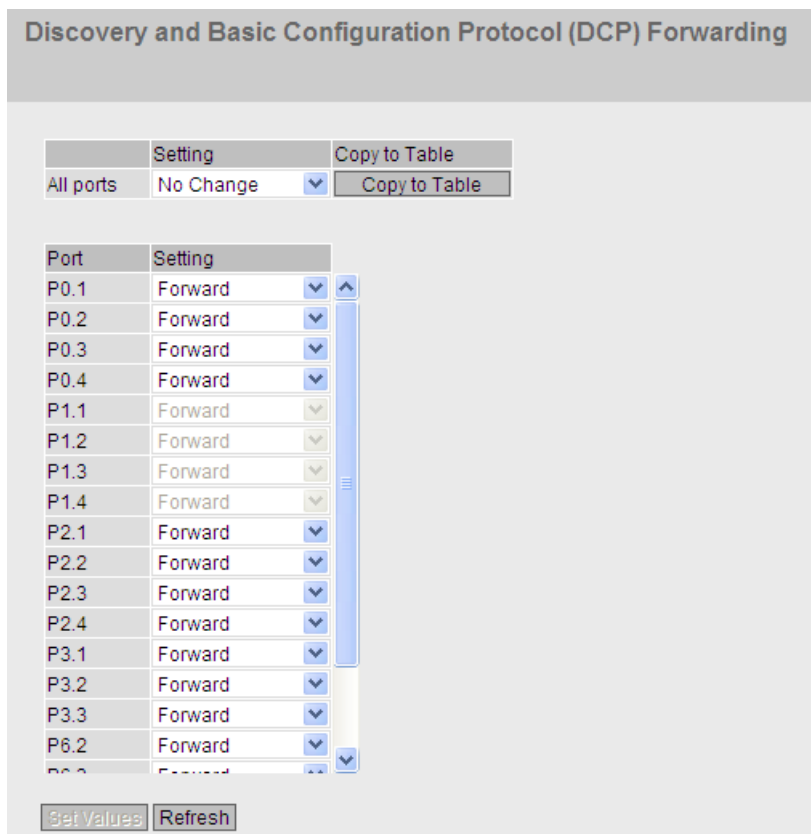 Discovery and Basic Configuration Protocol (DCP) Forwarding
Setting Copy to Table
All ports No Change Copy to Table
Port Setting
P0.1 Forward
P0.2 Forward
P0.3 Forward
P0.4 Forward
P1.1 Forward
P1.2 Forward
P1.3 Forward
P1.4 Forward
P2.1 Forward
P2.2 Forward
P2.3 Forward
P2.4 Forward
P3.1 Forward
P3.2 Forward
P3.3 Forward
P6.2 Forward
Set Values Refresh